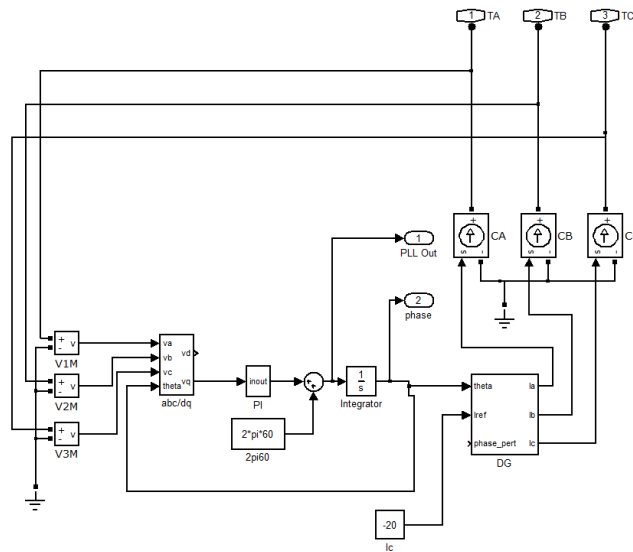 1 TA 2 TB 3 TC
+ + +
CA CB C
s - s - s -
1
PLL Out
2
phase
+ - v
V1M
va
vb
vc
theta
vd
vq
abc/dq
+ - v
V2M
+ - v
V3M
inout
PI
+ +
1
s
Integrator
2*pi*60
2pi60
theta
Iref
phase_pert
Ia
Ib
Ic
DG
-20
Ic